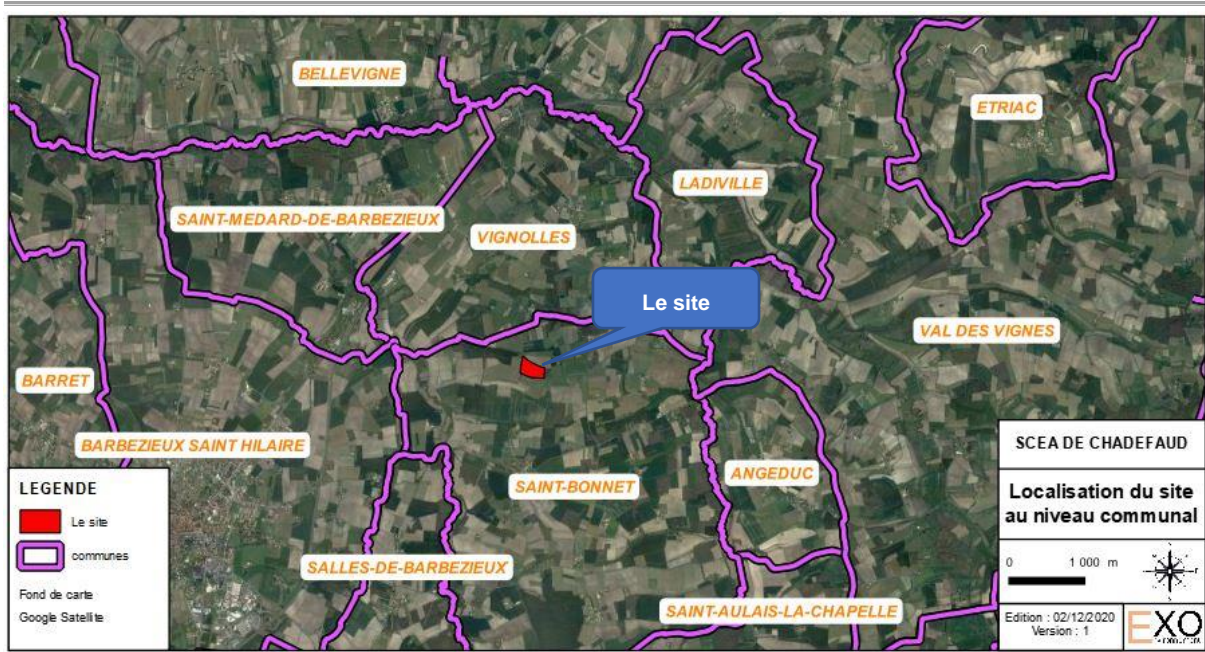 BELLEVIGNE
ETRIAC
LADIVILLE
SAINT-MEDARD-DE-BARBEZIEUX
VIGNOLLES
Le site
VAL DES VIGNES
BARRET
BARBEZIEUX SAINT HILAIRE
ANGEDUC
SAINT-BONNET
SALLES-DE-BARBEZIEUX
SAINT-AULAIS-LA-CHAPELLE
LEGENDE
Le site
communes
Fond de carte
Google Satellite
SCEA DE CHADEFAUD
Localisation du site
au niveau communal
0 1 000 m
Edition : 02/12/2020
Version : 1
EXO